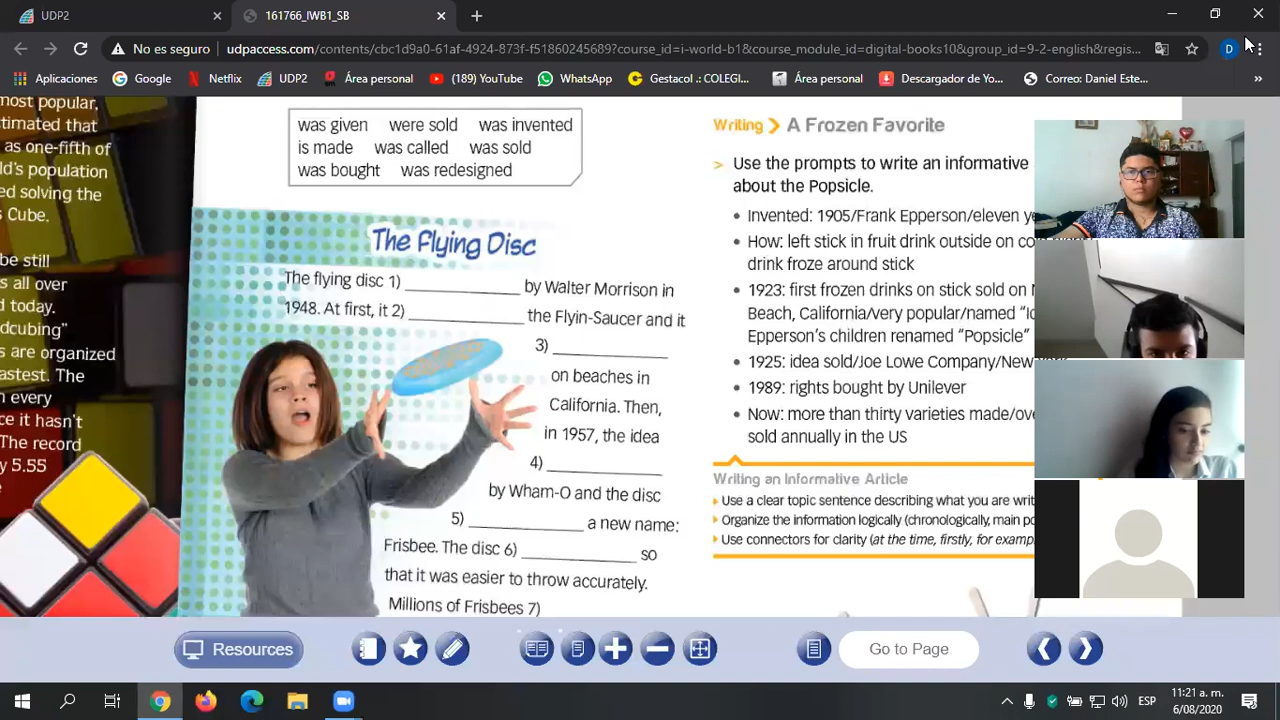 UDP2
161766_IWB1_SB
No es seguro
udpaccess.com/contents/cbc1d9a0-61af-4924-873f-f51860245689?course_id=i-world-b1&course_module_id=digital-books10&group_id=9-2-english&regis...
D
Aplicaciones
Google
Netflix
UDP2
Área personal
(189) YouTube
WhatsApp
Gestacol .: COLEGI...
Área personal
Descargador de Yo...
Correo: Daniel Este...
»
most popular,
timated that
as one-fifth of
ld's population
ed solving the
s Cube.
be still
s all over
d today.
edcubing"
s are organized
astest. The
n every
ce it hasn't
The record
y 5.55
was given were sold was invented
is made was called was sold
was bought was redesigned
The Flying Disc
The flying disc 1) ____________ by Walter Morrison in
1948. At first, it 2) ____________ the Flyin-Saucer and it
3) ____________
on beaches in
California. Then,
in 1957, the idea
4) ____________
by Wham-O and the disc
5) ____________ a new name:
Frisbee. The disc 6) ____________ so
that it was easier to throw accurately.
Millions of Frisbees 7)
Writing > A Frozen Favorite
> Use the prompts to write an informative
about the Popsicle.
• Invented: 1905/Frank Epperson/eleven ye
• How: left stick in fruit drink outside on co
drink froze around stick
• 1923: first frozen drinks on stick sold on
Beach, California/very popular/named "Ic
Epperson's children renamed "Popsicle"
• 1925: idea sold/Joe Lowe Company/New
• 1989: rights bought by Unilever
• Now: more than thirty varieties made/ove
sold annually in the US
Writing an Informative Article
Use a clear topic sentence describing what you are writ
Organize the information logically (chronologically, main po
Use connectors for clarity (at the time, firstly, for examp
Resources
Go to Page
ESP
11:21 a. m.
6/08/2020